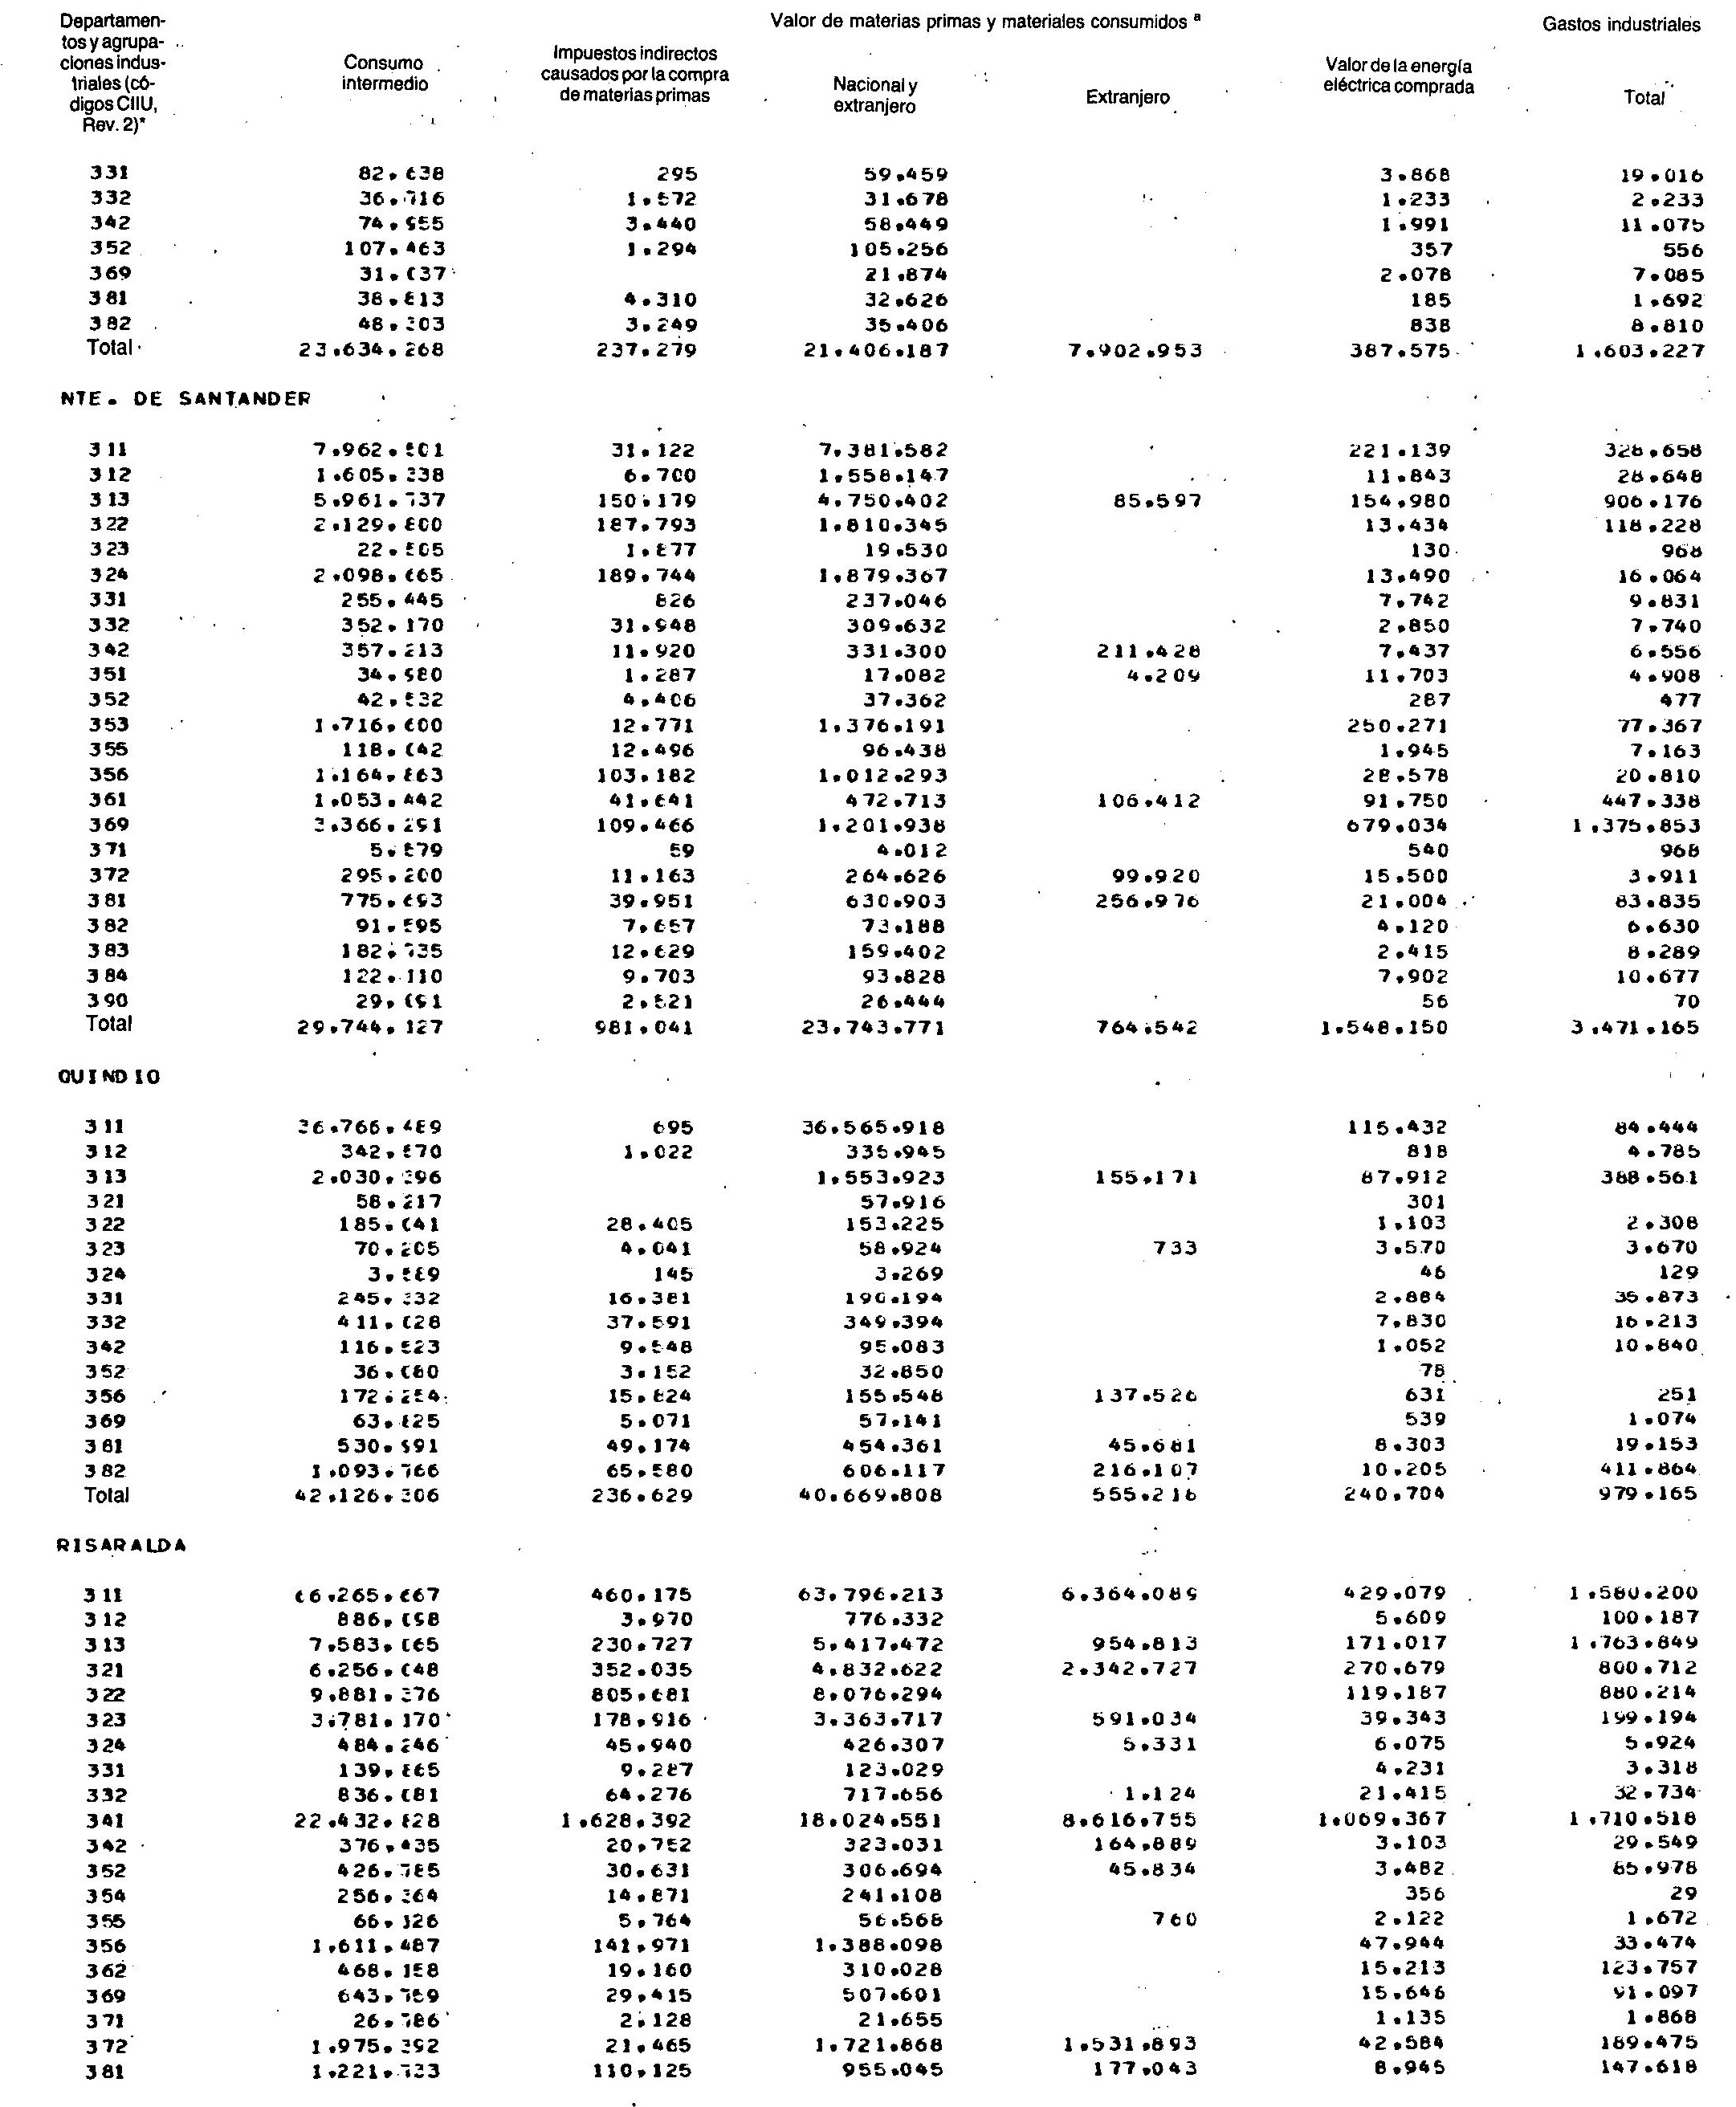 Departamentos y agrupaciones industriales (códigos CIIU, Rev. 2)*
Consumo intermedio
Impuestos indirectos causados por la compra de materias primas
Valor de materias primas y materiales consumidos a
Nacional y extranjero
Extranjero
Valor de la energía eléctrica comprada
Gastos industriales
Total
331 82.638 295 59.459 3.868 19.016
332 36.716 1.572 31.678 1.233 2.233
342 74.955 3.440 58.449 1.991 11.075
352 107.463 1.294 105.256 357 556
369 31.037 21.874 2.078 7.085
381 38.813 4.310 32.626 185 1.692
382 48.303 3.249 35.406 838 8.810
Total 23.634.268 237.279 21.406.187 7.902.953 387.575 1.603.227
NTE. DE SANTANDER
311 7.962.501 31.122 7.381.582 221.139 328.658
312 1.605.338 6.700 1.558.147 11.843 28.648
313 5.961.737 150.179 4.750.402 85.597 154.980 906.176
322 2.129.800 187.793 1.810.345 13.434 118.228
323 22.505 1.877 19.530 130 968
324 2.098.665 189.744 1.879.367 13.490 16.064
331 255.445 826 237.046 7.742 9.831
332 352.170 31.948 309.632 2.850 7.740
342 357.213 11.920 331.300 211.428 7.437 6.556
351 34.980 1.287 17.082 4.209 11.703 4.908
352 42.532 4.406 37.362 287 477
353 1.716.600 12.771 1.376.191 250.271 77.367
355 118.042 12.496 96.438 1.945 7.163
356 1.164.863 103.182 1.012.293 28.578 20.810
361 1.053.442 41.641 472.713 106.412 91.750 447.338
369 3.366.291 109.466 1.201.938 679.034 1.375.853
371 5.579 59 4.012 540 968
372 295.200 11.163 264.626 99.920 15.500 3.911
381 775.693 39.951 630.903 256.976 21.004 83.835
382 91.595 7.657 73.188 4.120 6.630
383 182.735 12.629 159.402 2.415 8.289
384 122.110 9.703 93.828 7.902 10.677
390 29.091 2.521 26.444 56 70
Total 29.744.127 981.041 23.743.771 764.542 1.548.150 3.471.165
QUINDIO
311 36.766.489 695 36.565.918 115.432 84.444
312 342.570 1.022 335.945 818 4.785
313 2.030.396 1.553.923 155.171 87.912 388.561
321 58.217 57.916 301
322 185.041 28.405 153.225 1.103 2.308
323 70.205 4.041 58.924 733 3.570 3.670
324 3.589 145 3.269 46 129
331 245.332 16.381 190.194 2.884 35.873
332 411.028 37.591 349.394 7.830 16.213
342 116.523 9.548 95.083 1.052 10.840
352 36.080 3.152 32.850 78
356 172.254 15.824 155.548 137.526 631 251
369 63.825 5.071 57.141 539 1.074
381 530.991 49.174 454.361 45.681 8.303 19.153
382 1.093.766 65.580 606.117 216.107 10.205 411.864
Total 42.126.306 236.629 40.669.808 555.218 240.704 979.165
RISARALDA
311 66.265.667 460.175 63.796.213 6.364.089 429.079 1.580.200
312 886.098 3.970 776.332 5.609 100.187
313 7.583.065 230.727 5.417.472 954.813 171.017 1.763.849
321 6.256.048 352.035 4.832.622 2.342.727 270.679 800.712
322 9.881.376 805.681 8.076.294 119.187 880.214
323 3.781.170 178.916 3.363.717 591.034 39.343 199.194
324 484.246 45.940 426.307 5.331 6.075 5.924
331 139.865 9.287 123.029 4.231 3.318
332 836.081 64.276 717.656 1.124 21.415 32.734
341 22.432.828 1.628.392 18.024.551 8.616.755 1.069.367 1.710.518
342 376.435 20.752 323.031 164.889 3.103 29.549
352 426.785 30.631 306.694 45.834 3.482 85.978
354 256.364 14.871 241.108 356 29
355 66.126 5.764 56.568 760 2.122 1.672
356 1.611.487 141.971 1.388.098 47.944 33.474
362 468.158 19.160 310.028 15.213 123.757
369 643.759 29.415 507.601 15.646 91.097
371 26.786 2.128 21.655 1.135 1.868
372 1.975.392 21.465 1.721.868 1.531.893 42.584 189.475
381 1.221.733 110.125 955.045 177.043 8.945 147.618